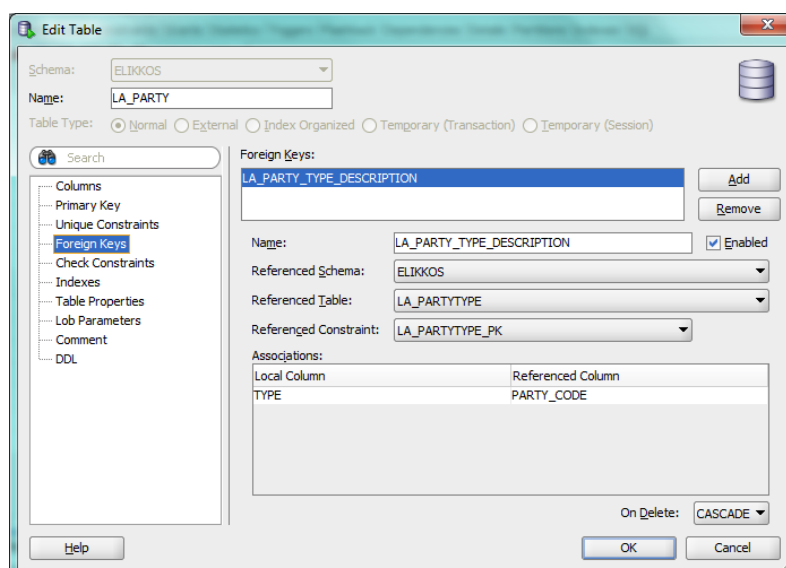 Edit Table
Schema: ELIKKOS
Name: LA_PARTY
Table Type: Normal External Index Organized Temporary (Transaction) Temporary (Session)
Search
Columns
Primary Key
Unique Constraints
Foreign Keys
Check Constraints
Indexes
Table Properties
Lob Parameters
Comment
DDL
Foreign Keys:
LA_PARTY_TYPE_DESCRIPTION
Add
Remove
Name: LA_PARTY_TYPE_DESCRIPTION Enabled
Referenced Schema: ELIKKOS
Referenced Table: LA_PARTYTYPE
Referenced Constraint: LA_PARTYTYPE_PK
Associations:
Local Column Referenced Column
TYPE PARTY_CODE
On Delete: CASCADE
Help OK Cancel